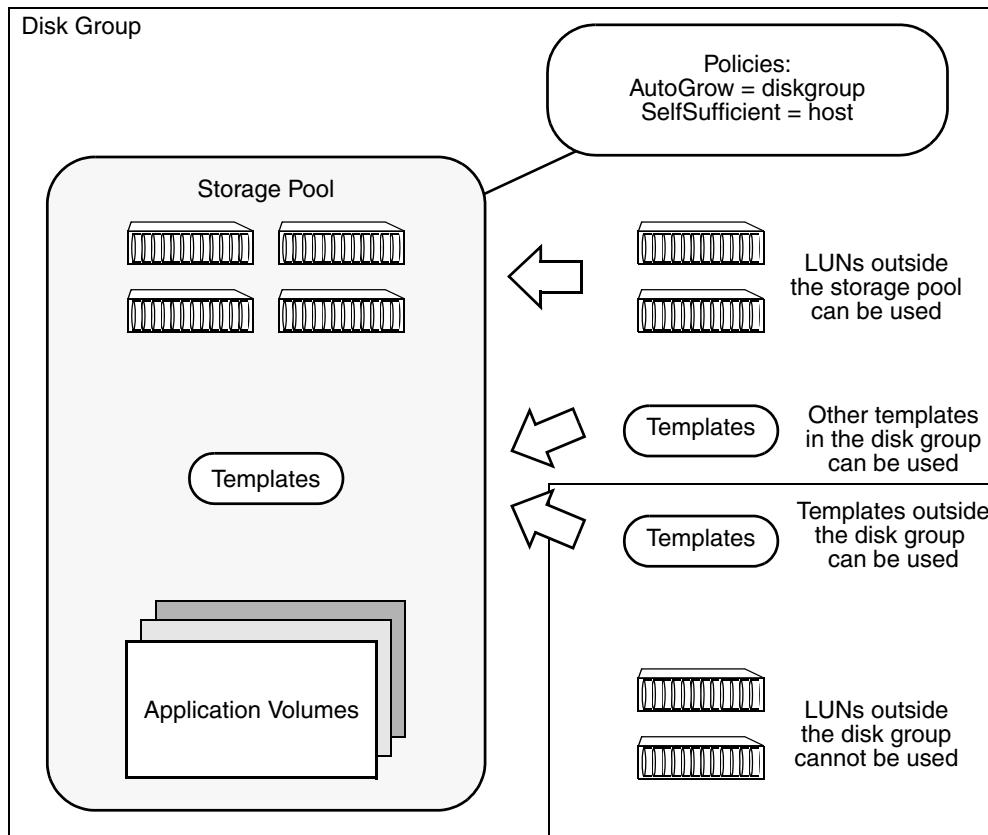 Disk Group
Policies:
AutoGrow = diskgroup
SelfSufficient = host
Storage Pool
LUNs outside
the storage pool
can be used
Templates
Other templates
in the disk group
can be used
Templates
Templates
Templates outside
the disk group
can be used
Application Volumes
LUNs outside
the disk group
cannot be used